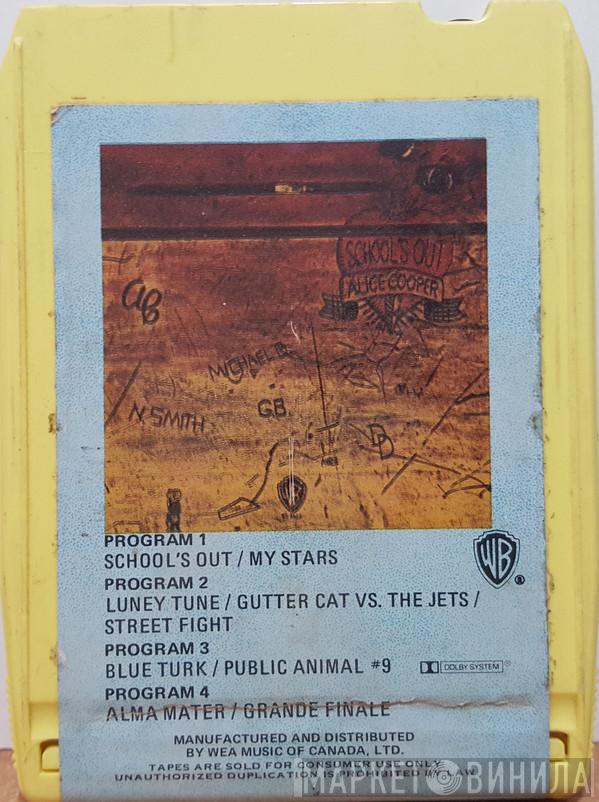 SCHOOL'S OUT
ALICE COOPER
MICHAEL B.
G.B.
N. SMITH
DD
PROGRAM 1
SCHOOL'S OUT / MY STARS
PROGRAM 2
LUNEY TUNE / GUTTER CAT VS. THE JETS /
STREET FIGHT
PROGRAM 3
BLUE TURK / PUBLIC ANIMAL #9
DOLBY SYSTEM®
PROGRAM 4
ALMA MATER / GRANDE FINALE
WB®
MANUFACTURED AND DISTRIBUTED
BY WEA MUSIC OF CANADA, LTD.
TAPES ARE SOLD FOR CONSUMER USE ONLY
UNAUTHORIZED DUPLICATION IS PROHIBITED BY LAW
МАРКЕТ ВИНИЛА